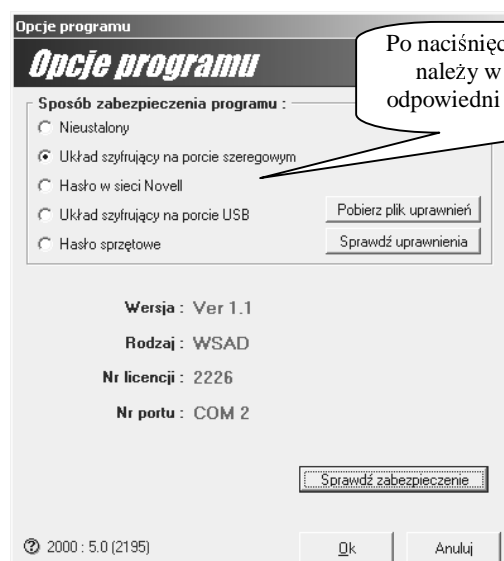 Opcje programu
Opcje programu
Po naciśnięc
należy w
odpowiedni
Sposób zabezpieczenia programu :
Nieustalony
Układ szyfrujący na porcie szeregowym
Hasło w sieci Novell
Układ szyfrujący na porcie USB
Hasło sprzętowe
Pobierz plik uprawnień
Sprawdź uprawnienia
Wersja : Ver 1.1
Rodzaj : WSAD
Nr licencji : 2226
Nr portu : COM 2
Sprawdź zabezpieczenie
2000 : 5.0 (2195)
Ok
Anuluj